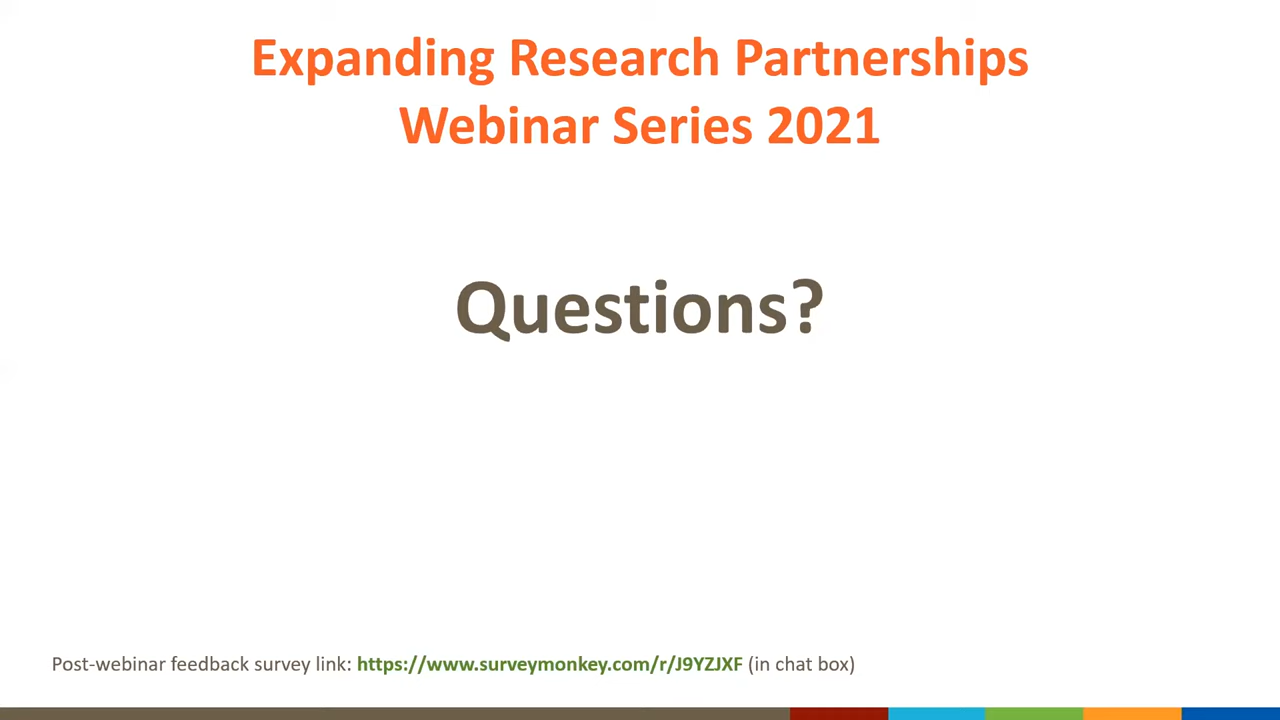 Expanding Research Partnerships
Webinar Series 2021
Questions?
Post-webinar feedback survey link: https://www.surveymonkey.com/r/J9YZJXF (in chat box)